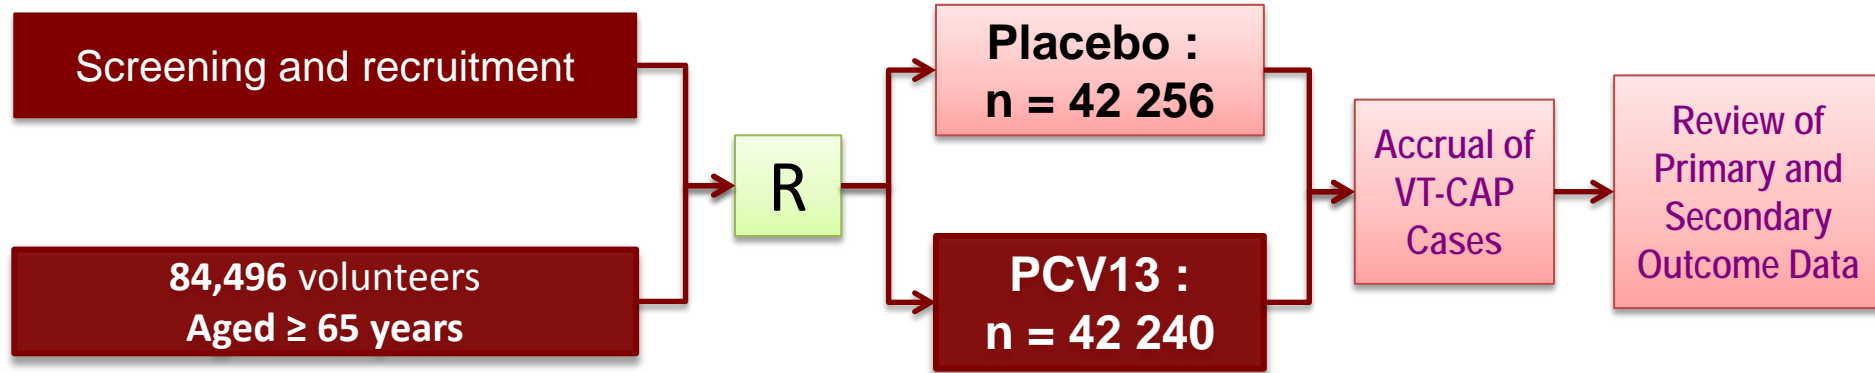 Screening and recruitment
84,496 volunteers
Aged ≥ 65 years
R
Placebo :
n = 42 256
PCV13 :
n = 42 240
Accrual of
VT-CAP
Cases
Review of
Primary and
Secondary
Outcome Data